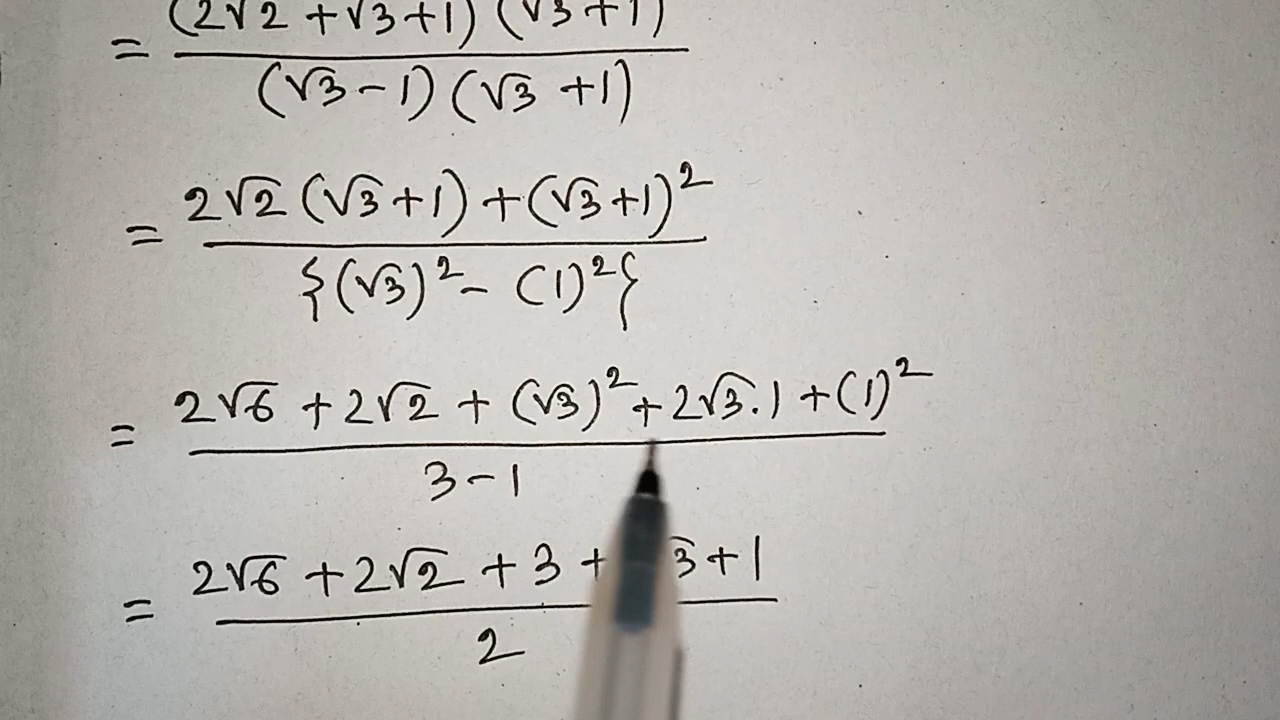 = (2√2 + √3 + 1) (√3 + 1)
(√3 - 1) (√3 + 1)
= 2√2 (√3 + 1) + (√3 + 1)²
{(√3)² - (1)²}
= 2√6 + 2√2 + (√3)² + 2√3.1 + (1)²
3 - 1
= 2√6 + 2√2 + 3 + 3 + 1
2